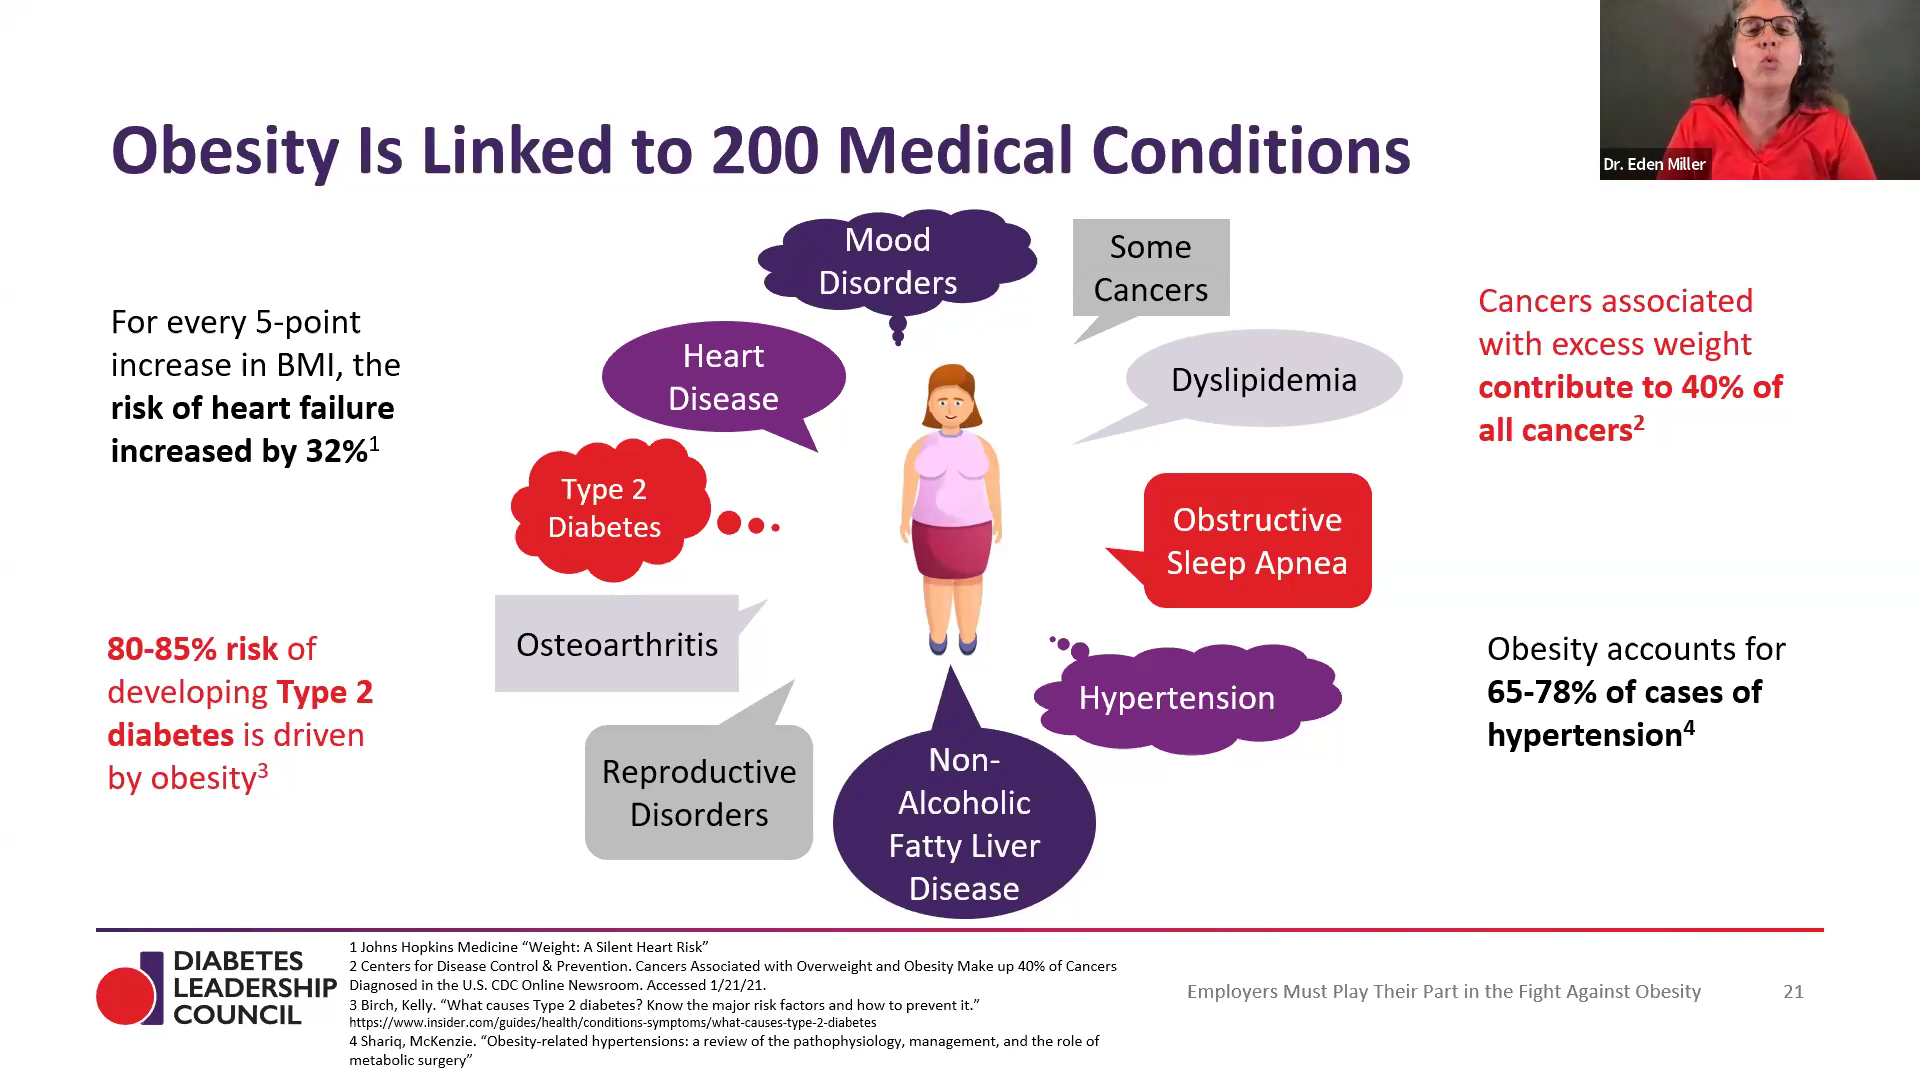 Obesity Is Linked to 200 Medical Conditions
Dr. Eden Miller
For every 5-point
increase in BMI, the
risk of heart failure
increased by 32%1
80-85% risk of
developing Type 2
diabetes is driven
by obesity3
Mood
Disorders
Some
Cancers
Heart
Disease
Dyslipidemia
Type 2
Diabetes
Obstructive
Sleep Apnea
Osteoarthritis
Hypertension
Reproductive
Disorders
Non-
Alcoholic
Fatty Liver
Disease
Cancers associated
with excess weight
contribute to 40% of
all cancers2
Obesity accounts for
65-78% of cases of
hypertension4
DIABETES
LEADERSHIP
COUNCIL
1 Johns Hopkins Medicine “Weight: A Silent Heart Risk”
2 Centers for Disease Control & Prevention. Cancers Associated with Overweight and Obesity Make up 40% of Cancers
Diagnosed in the U.S. CDC Online Newsroom. Accessed 1/21/21.
3 Birch, Kelly. “What causes Type 2 diabetes? Know the major risk factors and how to prevent it.”
https://www.insider.com/guides/health/conditions-symptoms/what-causes-type-2-diabetes
4 Shariq, McKenzie. “Obesity-related hypertensions: a review of the pathophysiology, management, and the role of
metabolic surgery”
Employers Must Play Their Part in the Fight Against Obesity
21